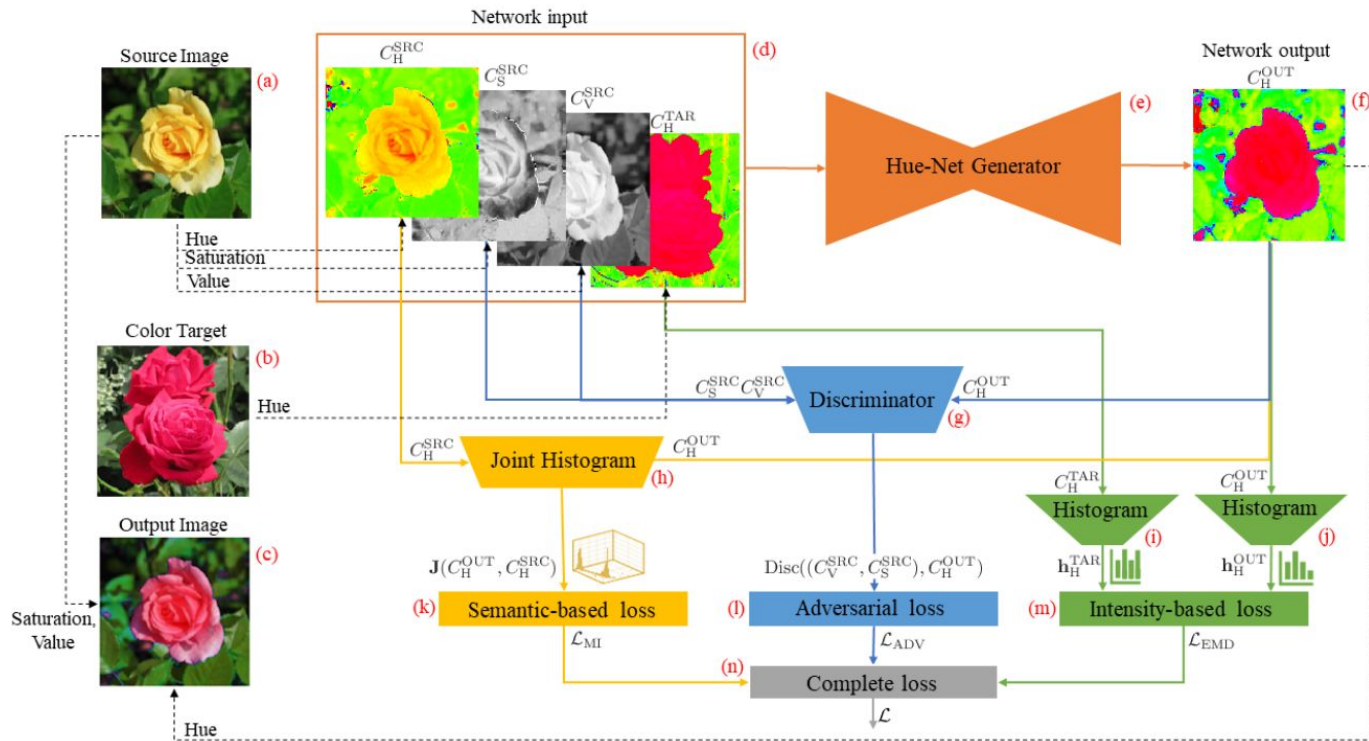 Network input
Source Image
(a)
C_H^SRC
C_S^SRC
C_V^SRC
C_H^TAR
(d)
Hue-Net Generator
(e)
Network output
C_H^OUT
(f)
Hue
Saturation
Value
Color Target
(b)
Hue
C_S^SRC C_V^SRC
Discriminator
C_H^OUT
(g)
C_H^SRC
Joint Histogram
C_H^OUT
(h)
C_H^TAR
Histogram
(i)
C_H^OUT
Histogram
(j)
Output Image
(c)
J(C_H^OUT, C_H^SRC)
Disc((C_V^SRC, C_S^SRC), C_H^OUT)
h_H^TAR
h_H^OUT
(k)
Semantic-based loss
(l)
Adversarial loss
(m)
Intensity-based loss
Saturation,
Value
ℒ_MI
ℒ_ADV
ℒ_EMD
(n)
Complete loss
ℒ
Hue